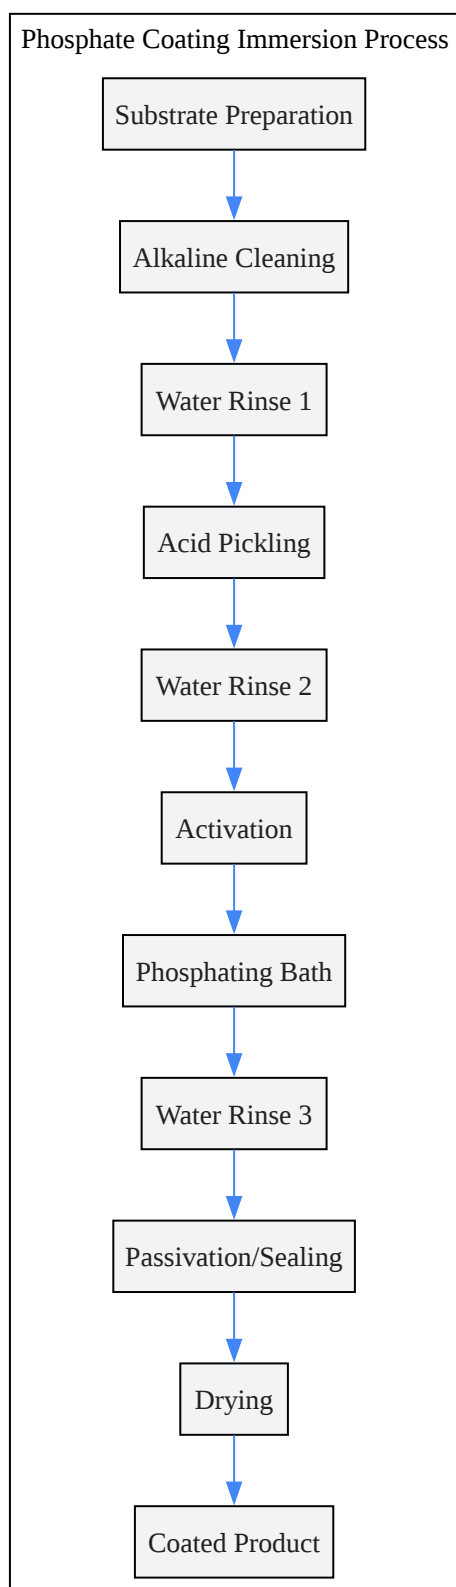 Phosphate Coating Immersion Process
Substrate Preparation
Alkaline Cleaning
Water Rinse 1
Acid Pickling
Water Rinse 2
Activation
Phosphating Bath
Water Rinse 3
Passivation/Sealing
Drying
Coated Product